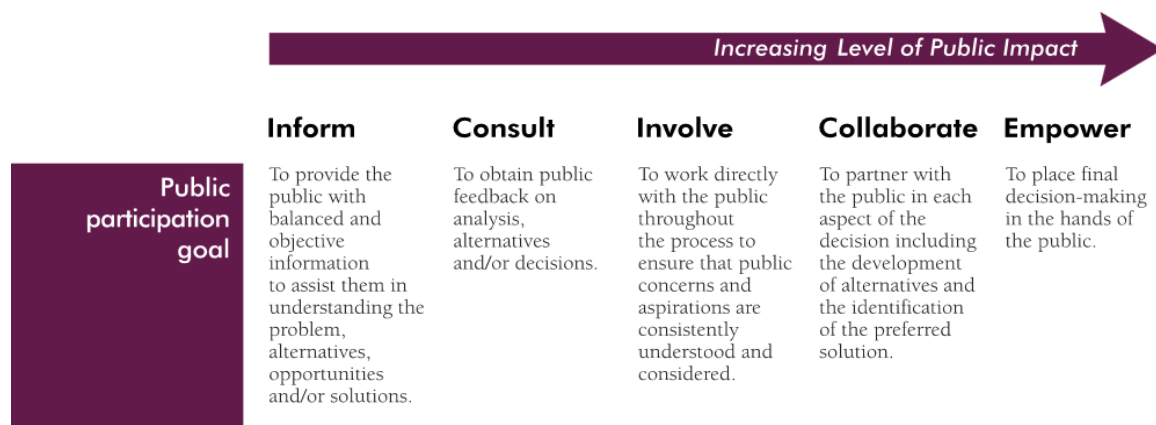 Increasing Level of Public Impact
Inform
Consult
Involve
Collaborate
Empower
Public
participation
goal
To provide the
public with
balanced and
objective
information
to assist them in
understanding the
problem,
alternatives,
opportunities
and/or solutions.
To obtain public
feedback on
analysis,
alternatives
and/or decisions.
To work directly
with the public
throughout
the process to
ensure that public
concerns and
aspirations are
consistently
understood and
considered.
To partner with
the public in each
aspect of the
decision including
the development
of alternatives and
the identification
of the preferred
solution.
To place final
decision-making
in the hands of
the public.